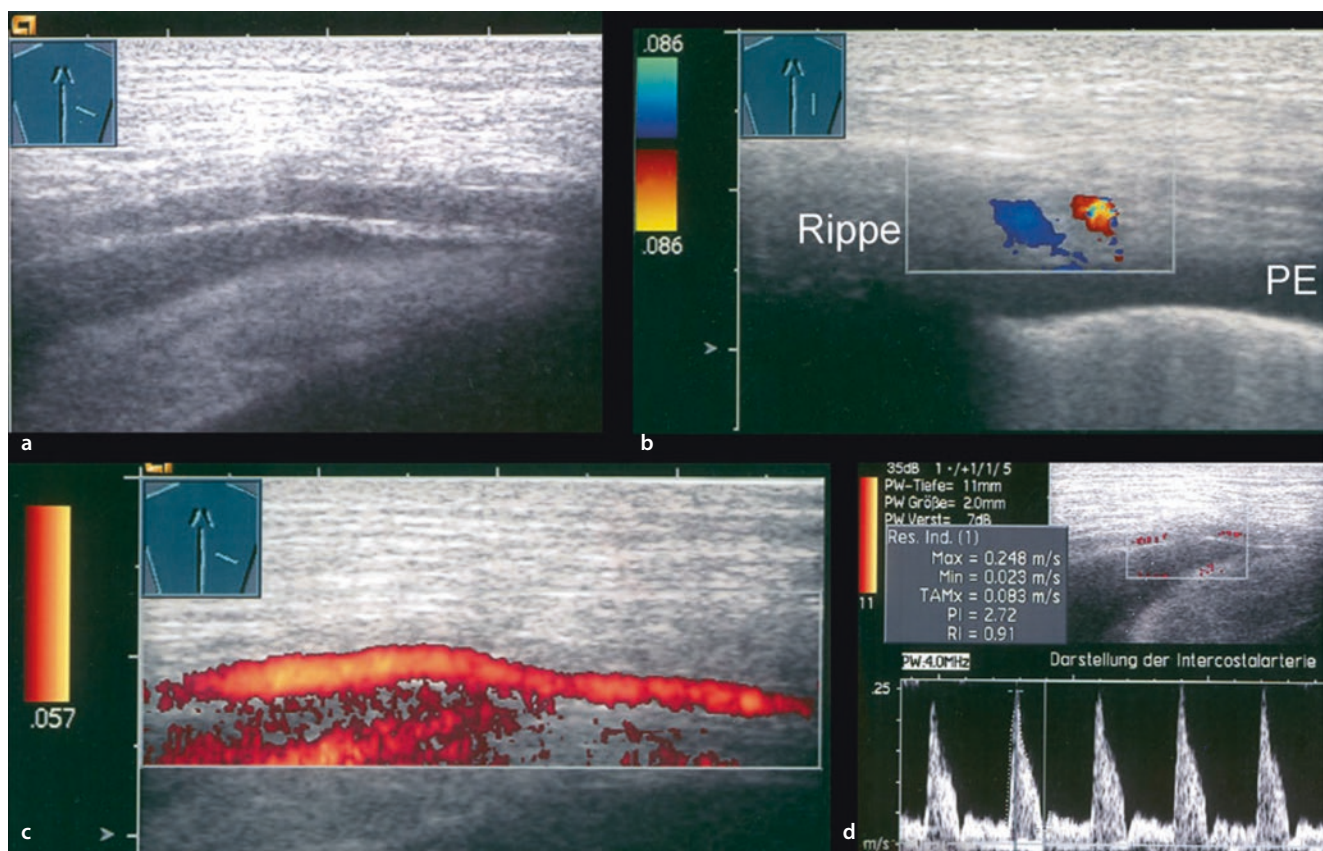 a
.086
.086
Rippe
PE
b
.057
c
35dB 1 ·/+1/1/ 5
PW-Tiefe= 11mm
PW Größe= 2.0mm
PW Verst= 7dB
Res. Ind. (1)
Max = 0.248 m/s
Min = 0.023 m/s
TAMx = 0.083 m/s
PI = 2.72
RI = 0.91
11
PW:4.0MHz
Darstellung der Intercostalarterie
.25
m/s
d